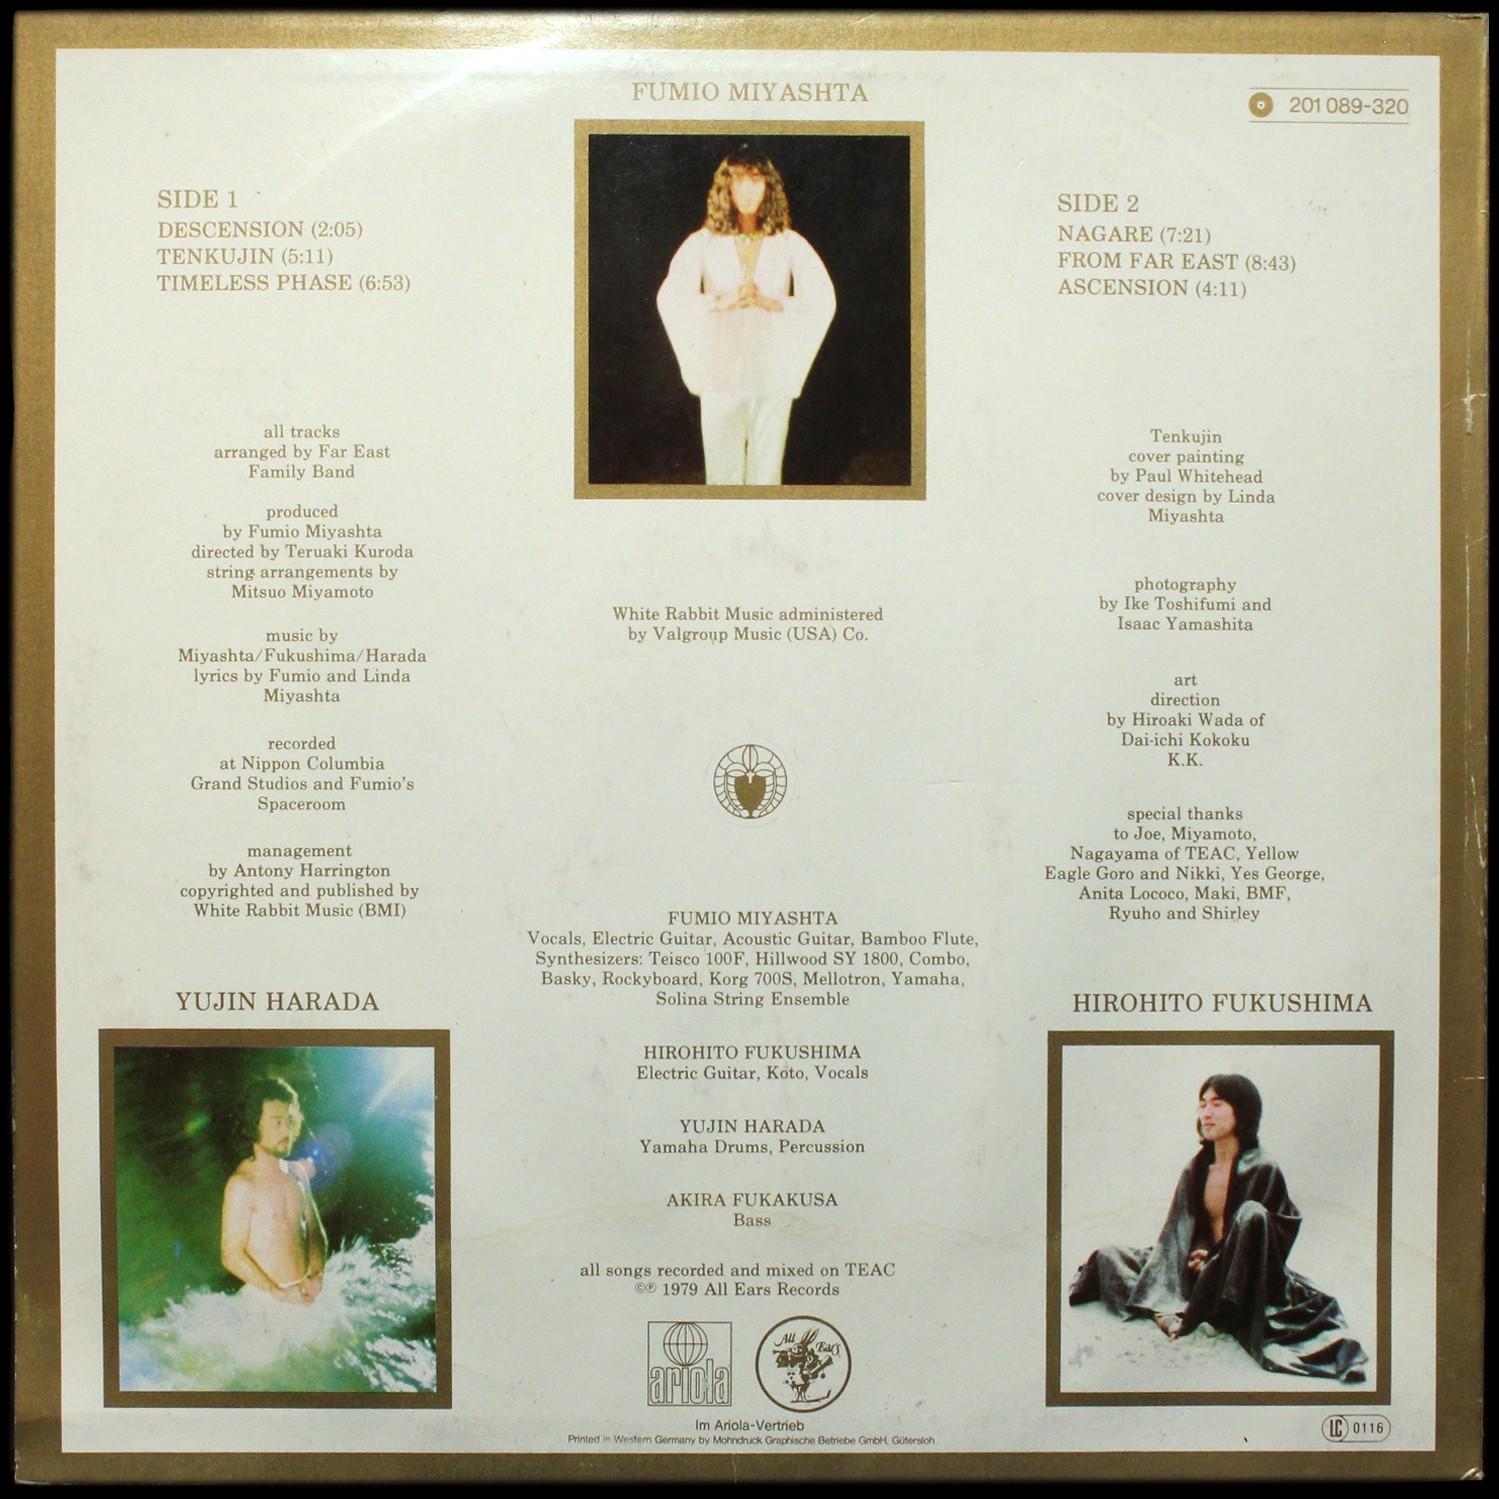 FUMIO MIYASHTA
201 089-320
SIDE 1
DESCENSION (2:05)
TENKUJIN (5:11)
TIMELESS PHASE (6:53)
SIDE 2
NAGARE (7:21)
FROM FAR EAST (8:43)
ASCENSION (4:11)
all tracks
arranged by Far East
Family Band
produced
by Fumio Miyashta
directed by Teruaki Kuroda
string arrangements by
Mitsuo Miyamoto
music by
Miyashta/Fukushima/Harada
lyrics by Fumio and Linda
Miyashta
recorded
at Nippon Columbia
Grand Studios and Fumio's
Spaceroom
management
by Antony Harrington
copyrighted and published by
White Rabbit Music (BMI)
White Rabbit Music administered
by Valgroup Music (USA) Co.
Tenkujin
cover painting
by Paul Whitehead
cover design by Linda
Miyashta
photography
by Ike Toshifumi and
Isaac Yamashita
art
direction
by Hiroaki Wada of
Dai-ichi Kokoku
K.K.
special thanks
to Joe, Miyamoto,
Nagayama of TEAC, Yellow
Eagle Goro and Nikki, Yes George,
Anita Lococo, Maki, BMF,
Ryuho and Shirley
FUMIO MIYASHTA
Vocals, Electric Guitar, Acoustic Guitar, Bamboo Flute,
Synthesizers: Teisco 100F, Hillwood SY 1800, Combo,
Basky, Rockyboard, Korg 700S, Mellotron, Yamaha,
Solina String Ensemble
HIROHITO FUKUSHIMA
Electric Guitar, Koto, Vocals
YUJIN HARADA
Yamaha Drums, Percussion
AKIRA FUKAKUSA
Bass
all songs recorded and mixed on TEAC
©℗ 1979 All Ears Records
YUJIN HARADA
HIROHITO FUKUSHIMA
ariola
All Ears
Im Ariola-Vertrieb
Printed in Western Germany by Mohndruck Graphische Betriebe GmbH, Gütersloh
LC 0116